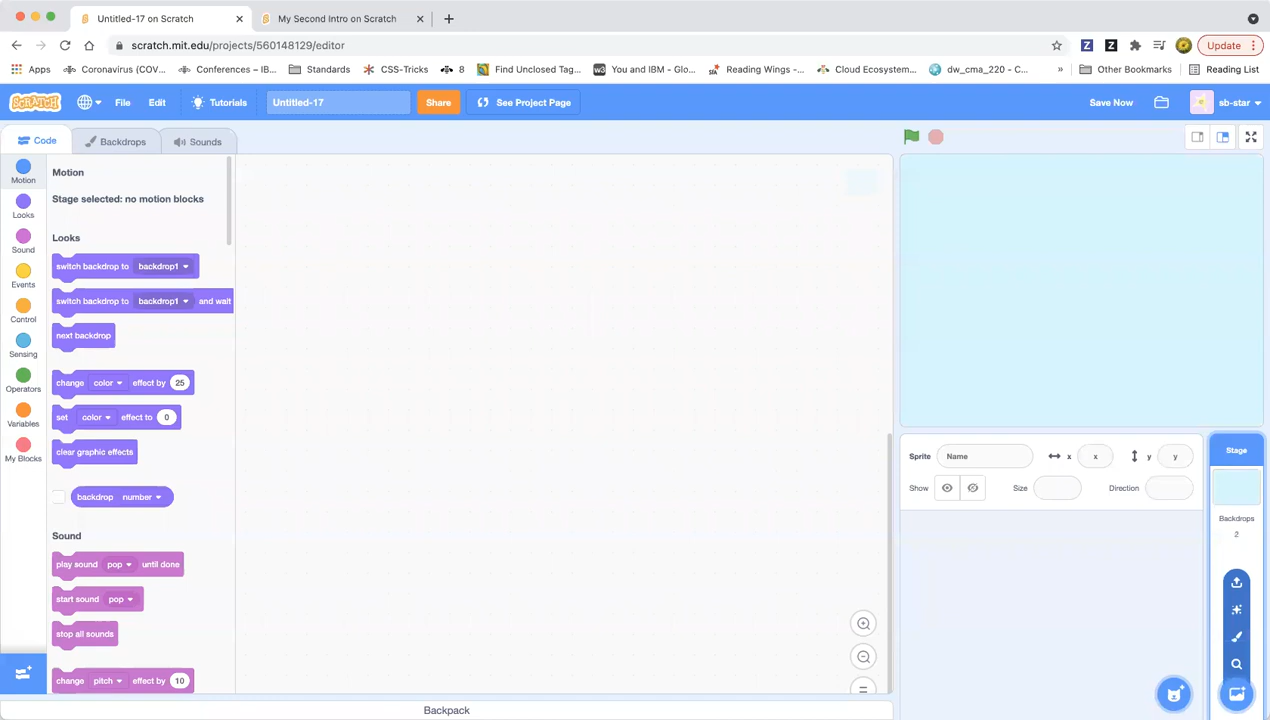 Untitled-17 on Scratch
My Second Intro on Scratch
scratch.mit.edu/projects/560148129/editor
Update
Apps
Coronavirus (COV...
Conferences – IB...
Standards
CSS-Tricks
8
Find Unclosed Tag...
w3 You and IBM - Glo...
Reading Wings -...
Cloud Ecosystem...
dw_cma_220 - C...
»
Other Bookmarks
Reading List
SCRATCH
File
Edit
Tutorials
Untitled-17
Share
See Project Page
Save Now
sb-star
Code
Backdrops
Sounds
Motion
Looks
Sound
Events
Control
Sensing
Operators
Variables
My Blocks
Motion
Stage selected: no motion blocks
Looks
switch backdrop to backdrop1
switch backdrop to backdrop1 and wait
next backdrop
change color effect by 25
set color effect to 0
clear graphic effects
backdrop number
Sound
play sound pop until done
start sound pop
stop all sounds
change pitch effect by 10
Backpack
Sprite Name x x y y
Show Size Direction
Stage
Backdrops
2